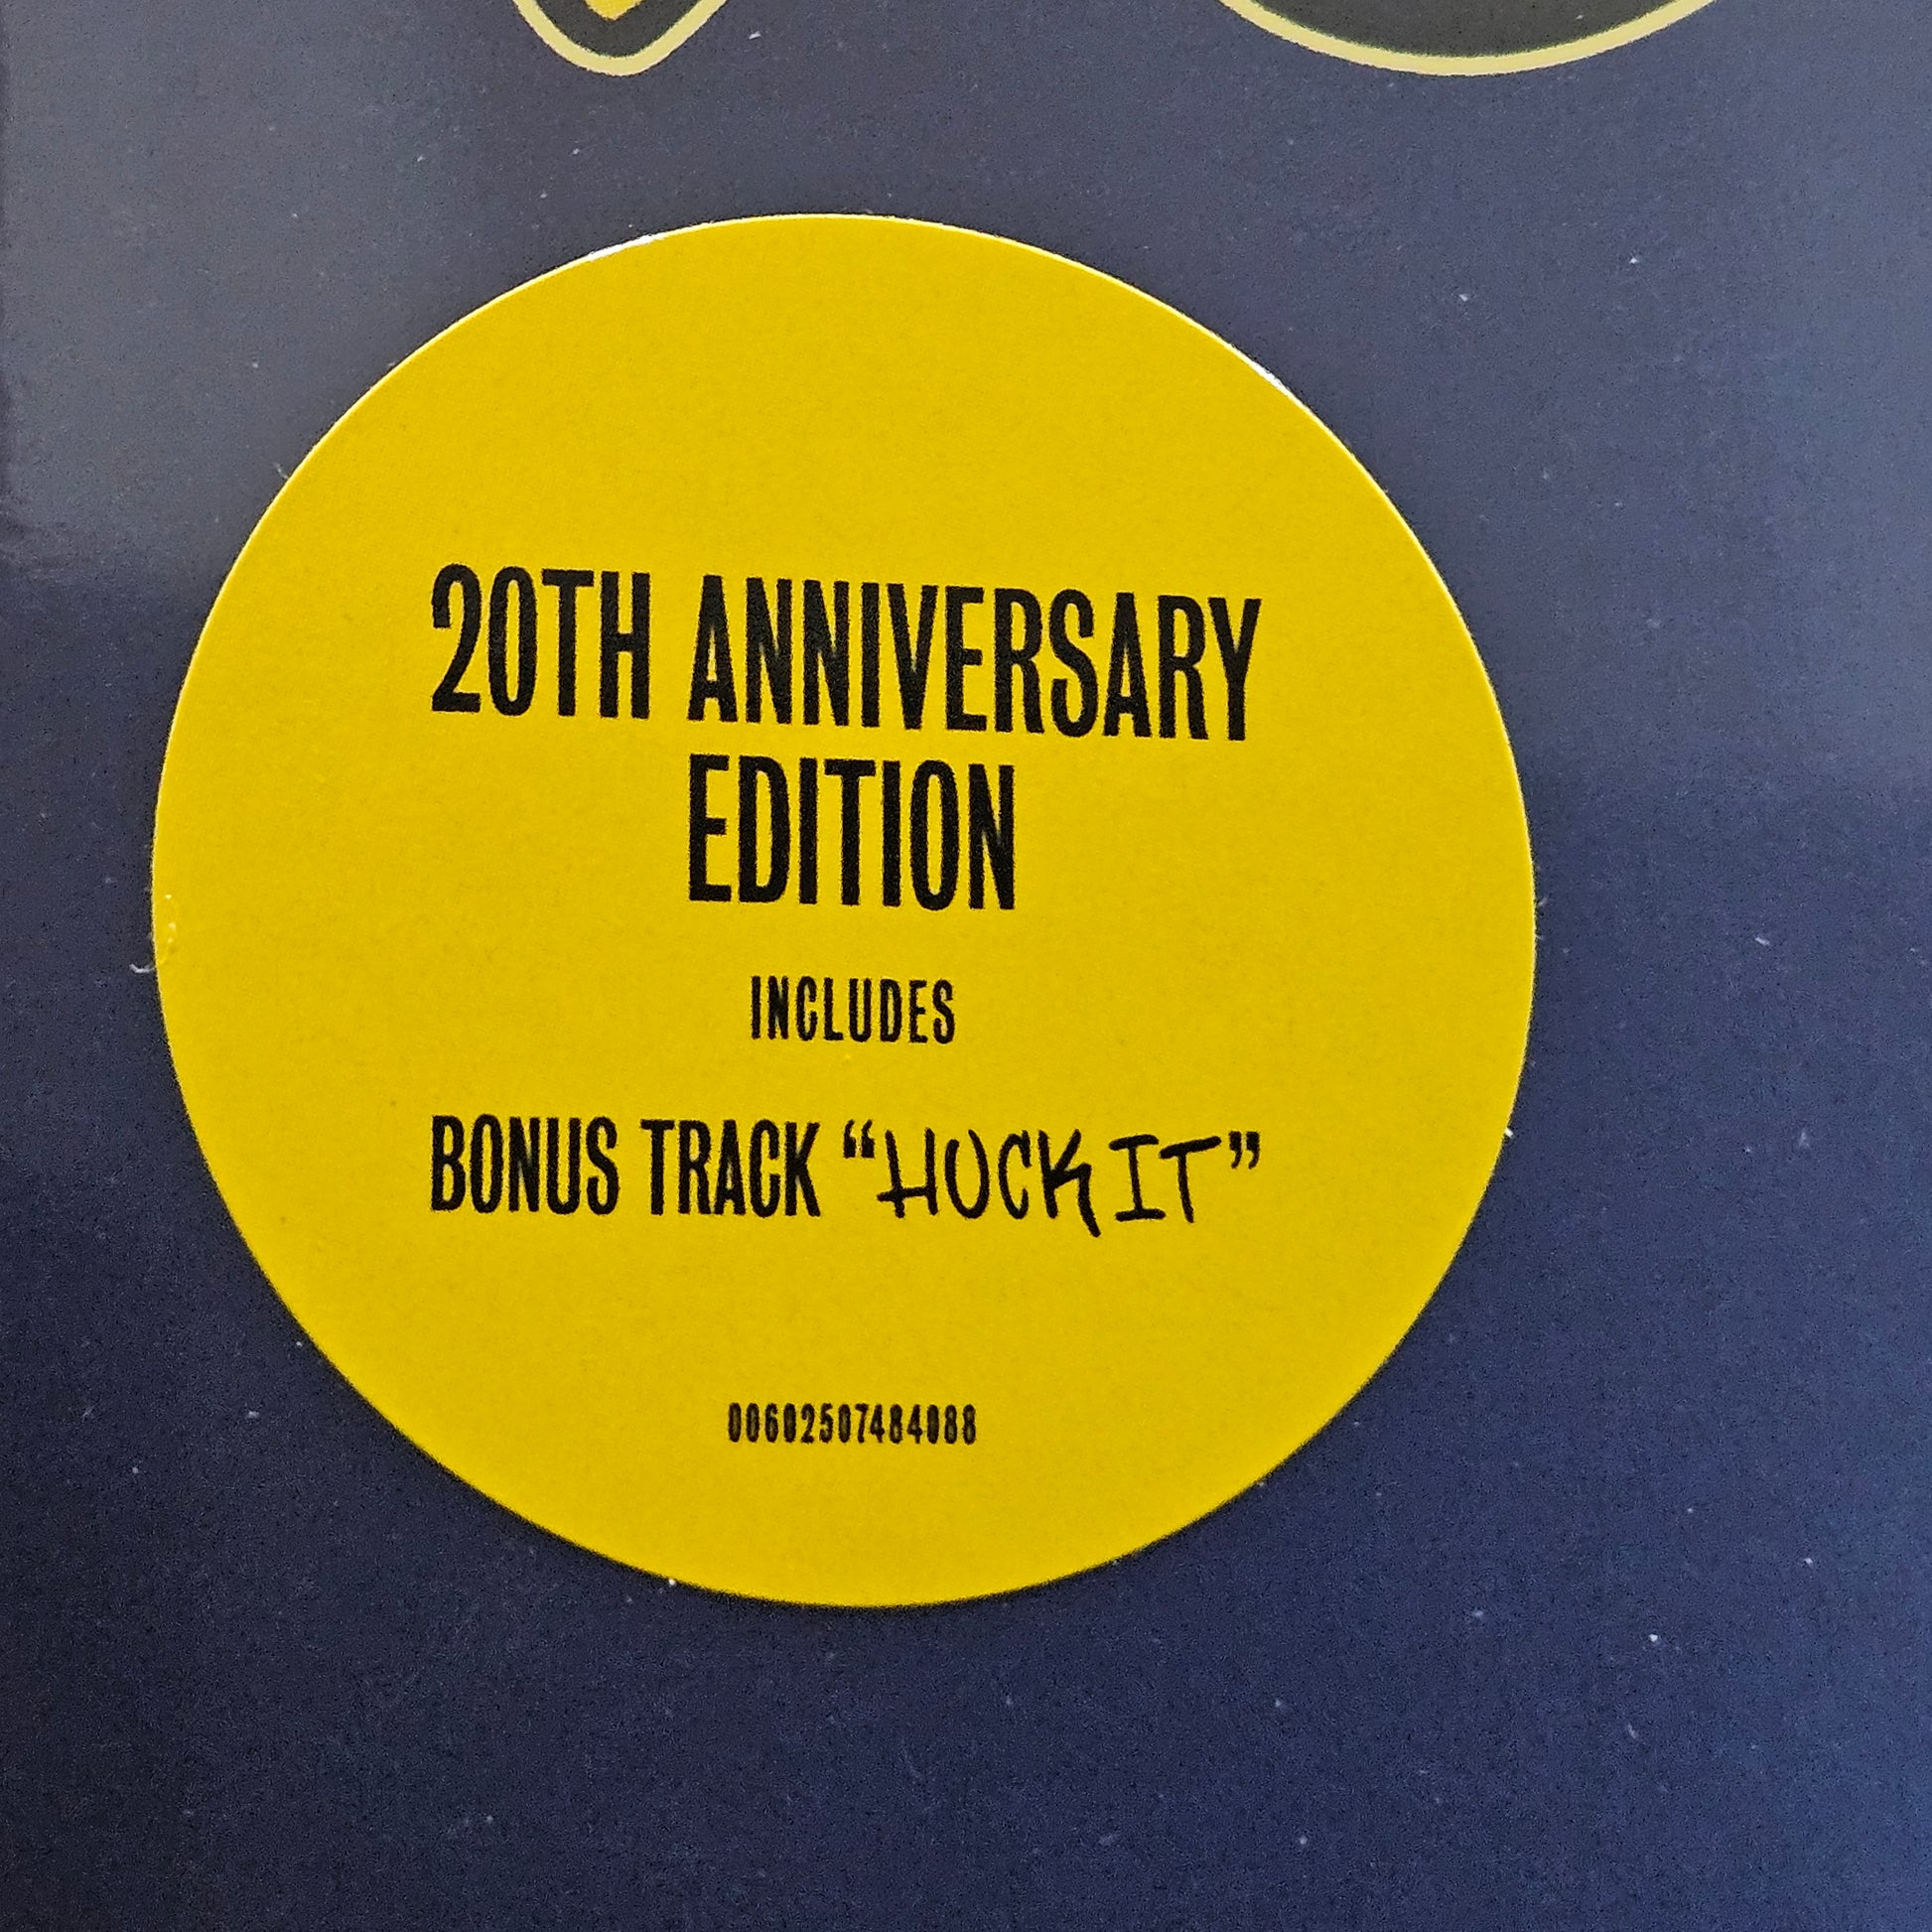 20TH ANNIVERSARY
EDITION
INCLUDES
BONUS TRACK “HUCK IT”
00602507484088